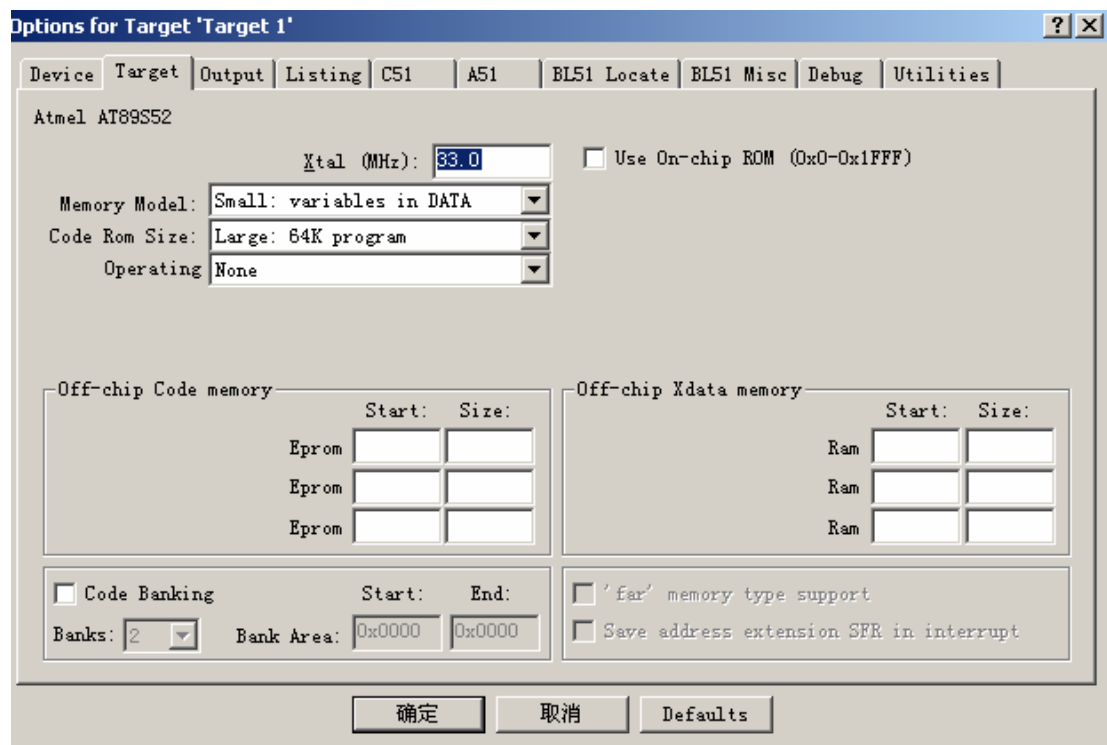 Options for Target 'Target 1'
Device Target Output Listing C51 A51 BL51 Locate BL51 Misc Debug Utilities
Atmel AT89S52
Xtal (MHz): 33.0 Use On-chip ROM (0x0-0x1FFF)
Memory Model: Small: variables in DATA
Code Rom Size: Large: 64K program
Operating None
Off-chip Code memory Off-chip Xdata memory
Start: Size: Start: Size:
Eprom Ram
Eprom Ram
Eprom Ram
Code Banking Start: End: 'far' memory type support
Banks: 2 Bank Area: 0x0000 0x0000 Save address extension SFR in interrupt
确定 取消 Defaults